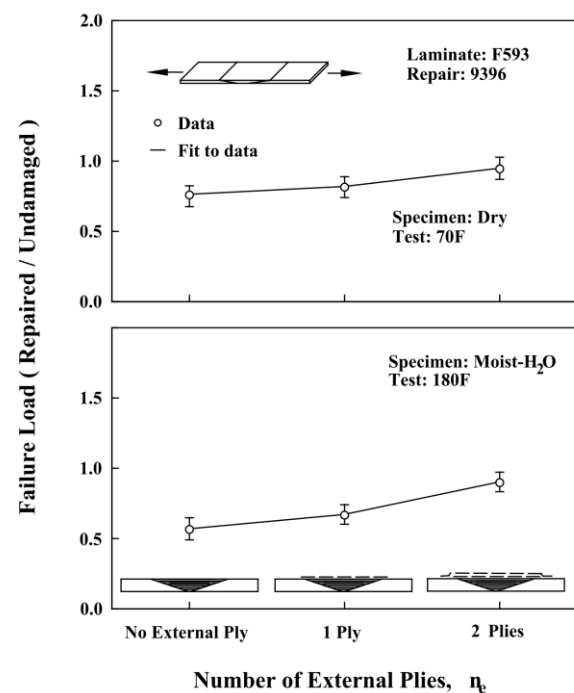 2.0
1.5
1.0
0.5
0.0
Laminate: F593
Repair: 9396
Data
Fit to data
Specimen: Dry
Test: 70F
1.5
1.0
0.5
0.0
Specimen: Moist-H₂O
Test: 180F
Failure Load ( Repaired / Undamaged )
No External Ply 1 Ply 2 Plies
Number of External Plies, nₑ